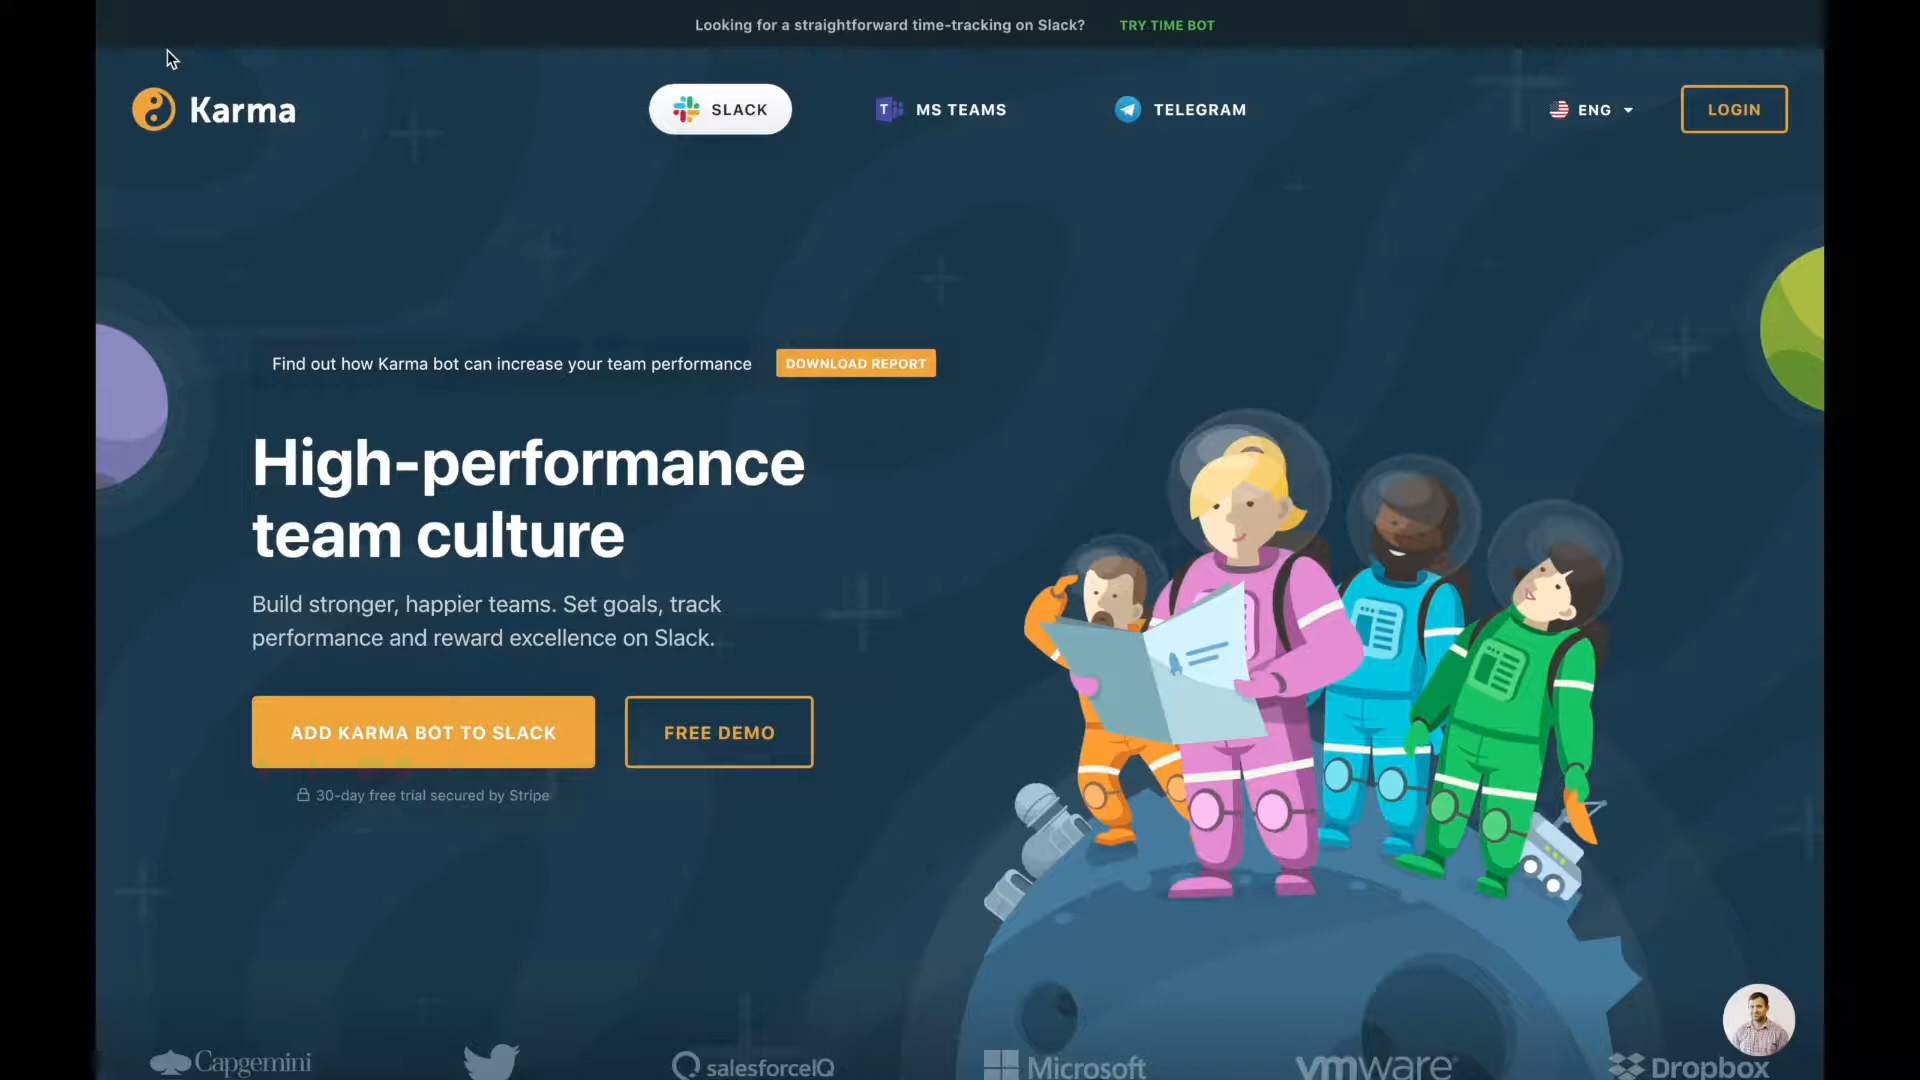 Looking for a straightforward time-tracking on Slack? TRY TIME BOT
Karma
SLACK
T
MS TEAMS
TELEGRAM
ENG
LOGIN
Find out how Karma bot can increase your team performance
DOWNLOAD REPORT
High-performance
team culture
Build stronger, happier teams. Set goals, track
performance and reward excellence on Slack.
ADD KARMA BOT TO SLACK
FREE DEMO
30-day free trial secured by Stripe
Capgemini
salesforceIQ
Microsoft
vmware
Dropbox